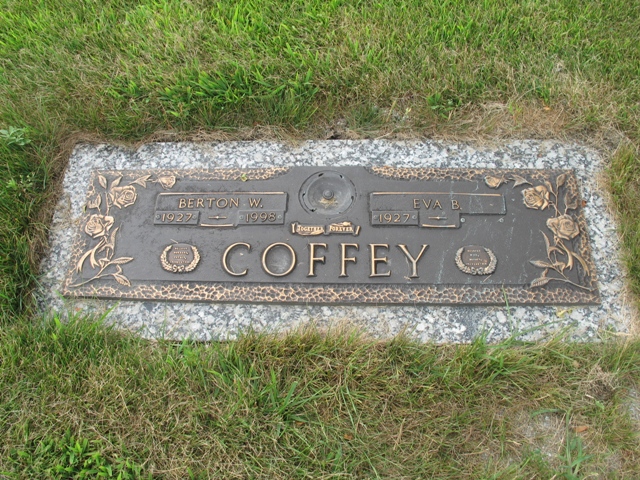 BERTON W.
1927 1998
EVA B.
1927
TOGETHER FOREVER
COFFEY